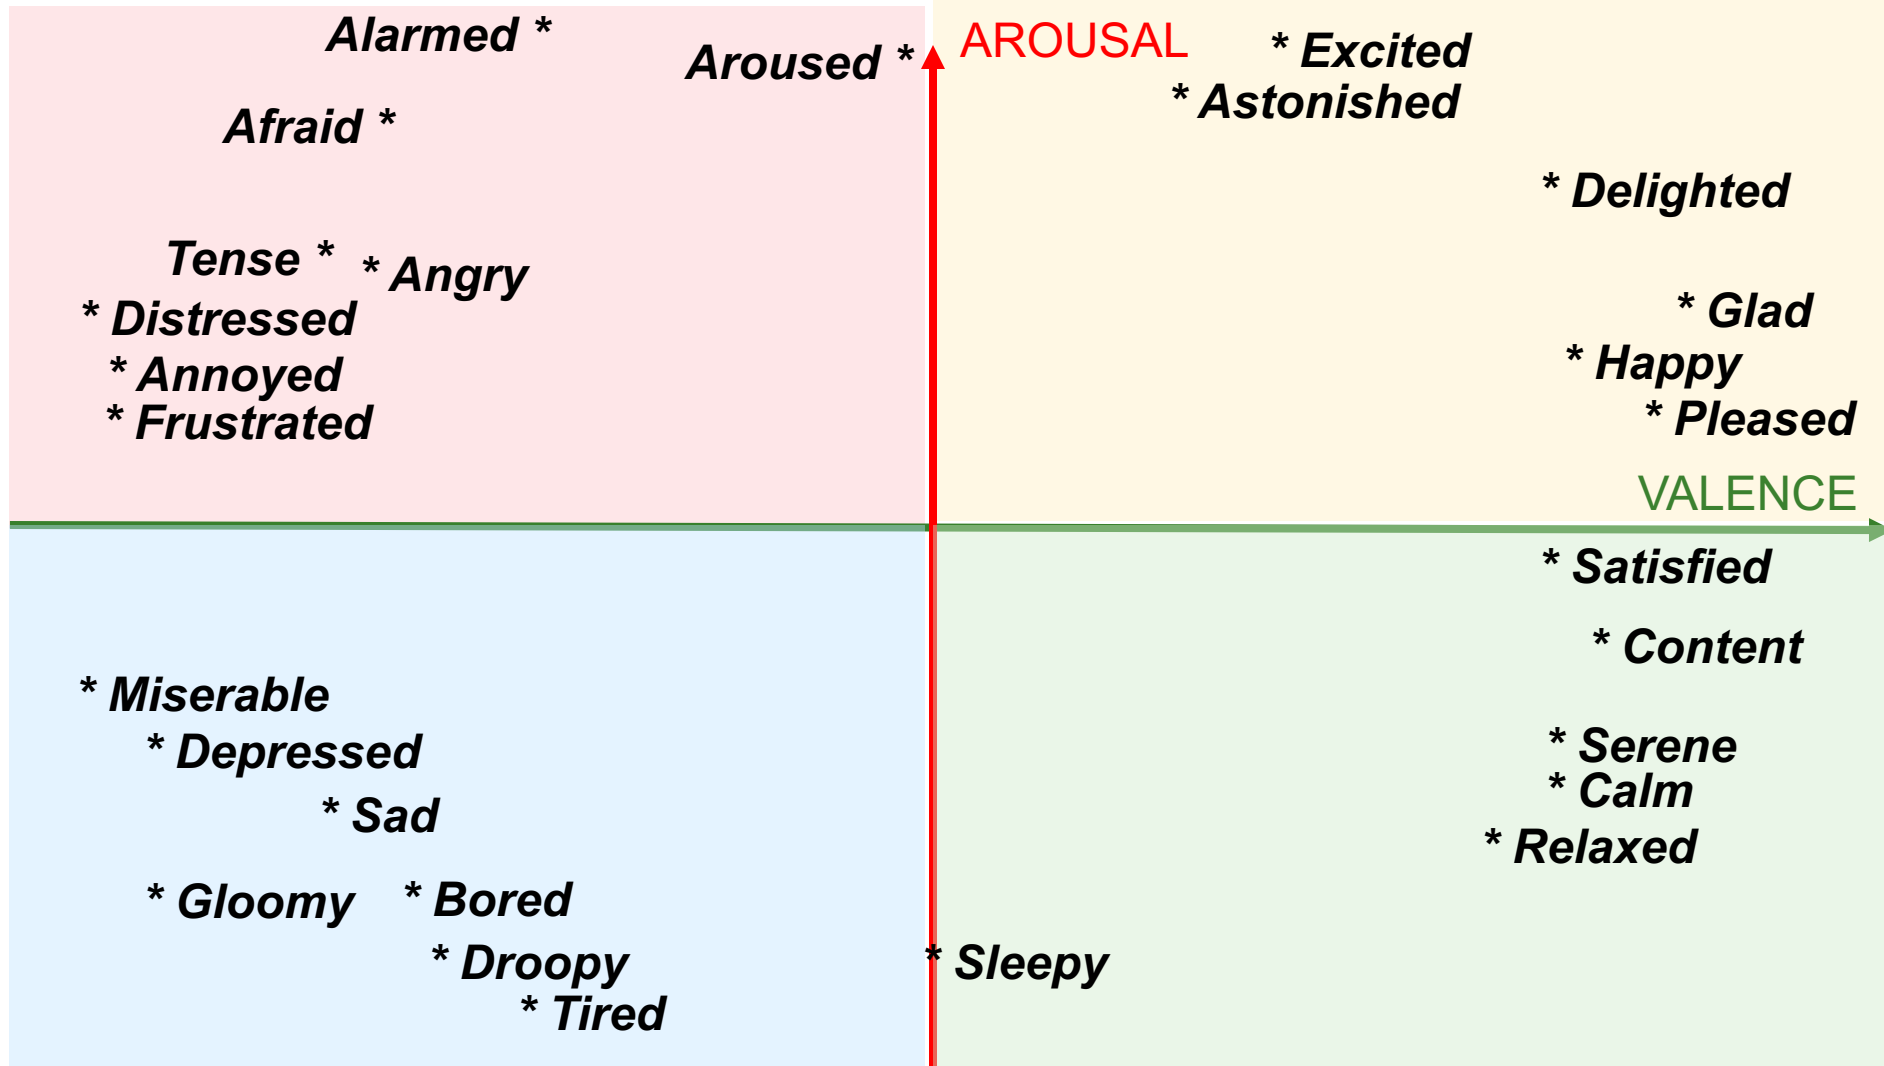 Alarmed *
Aroused *
AROUSAL
* Excited
* Astonished
Afraid *
* Delighted
Tense *
* Angry
* Distressed
* Glad
* Annoyed
* Happy
* Frustrated
* Pleased
VALENCE
* Satisfied
* Content
* Miserable
* Depressed
* Serene
* Calm
* Sad
* Relaxed
* Gloomy
* Bored
* Droopy
* Sleepy
* Tired